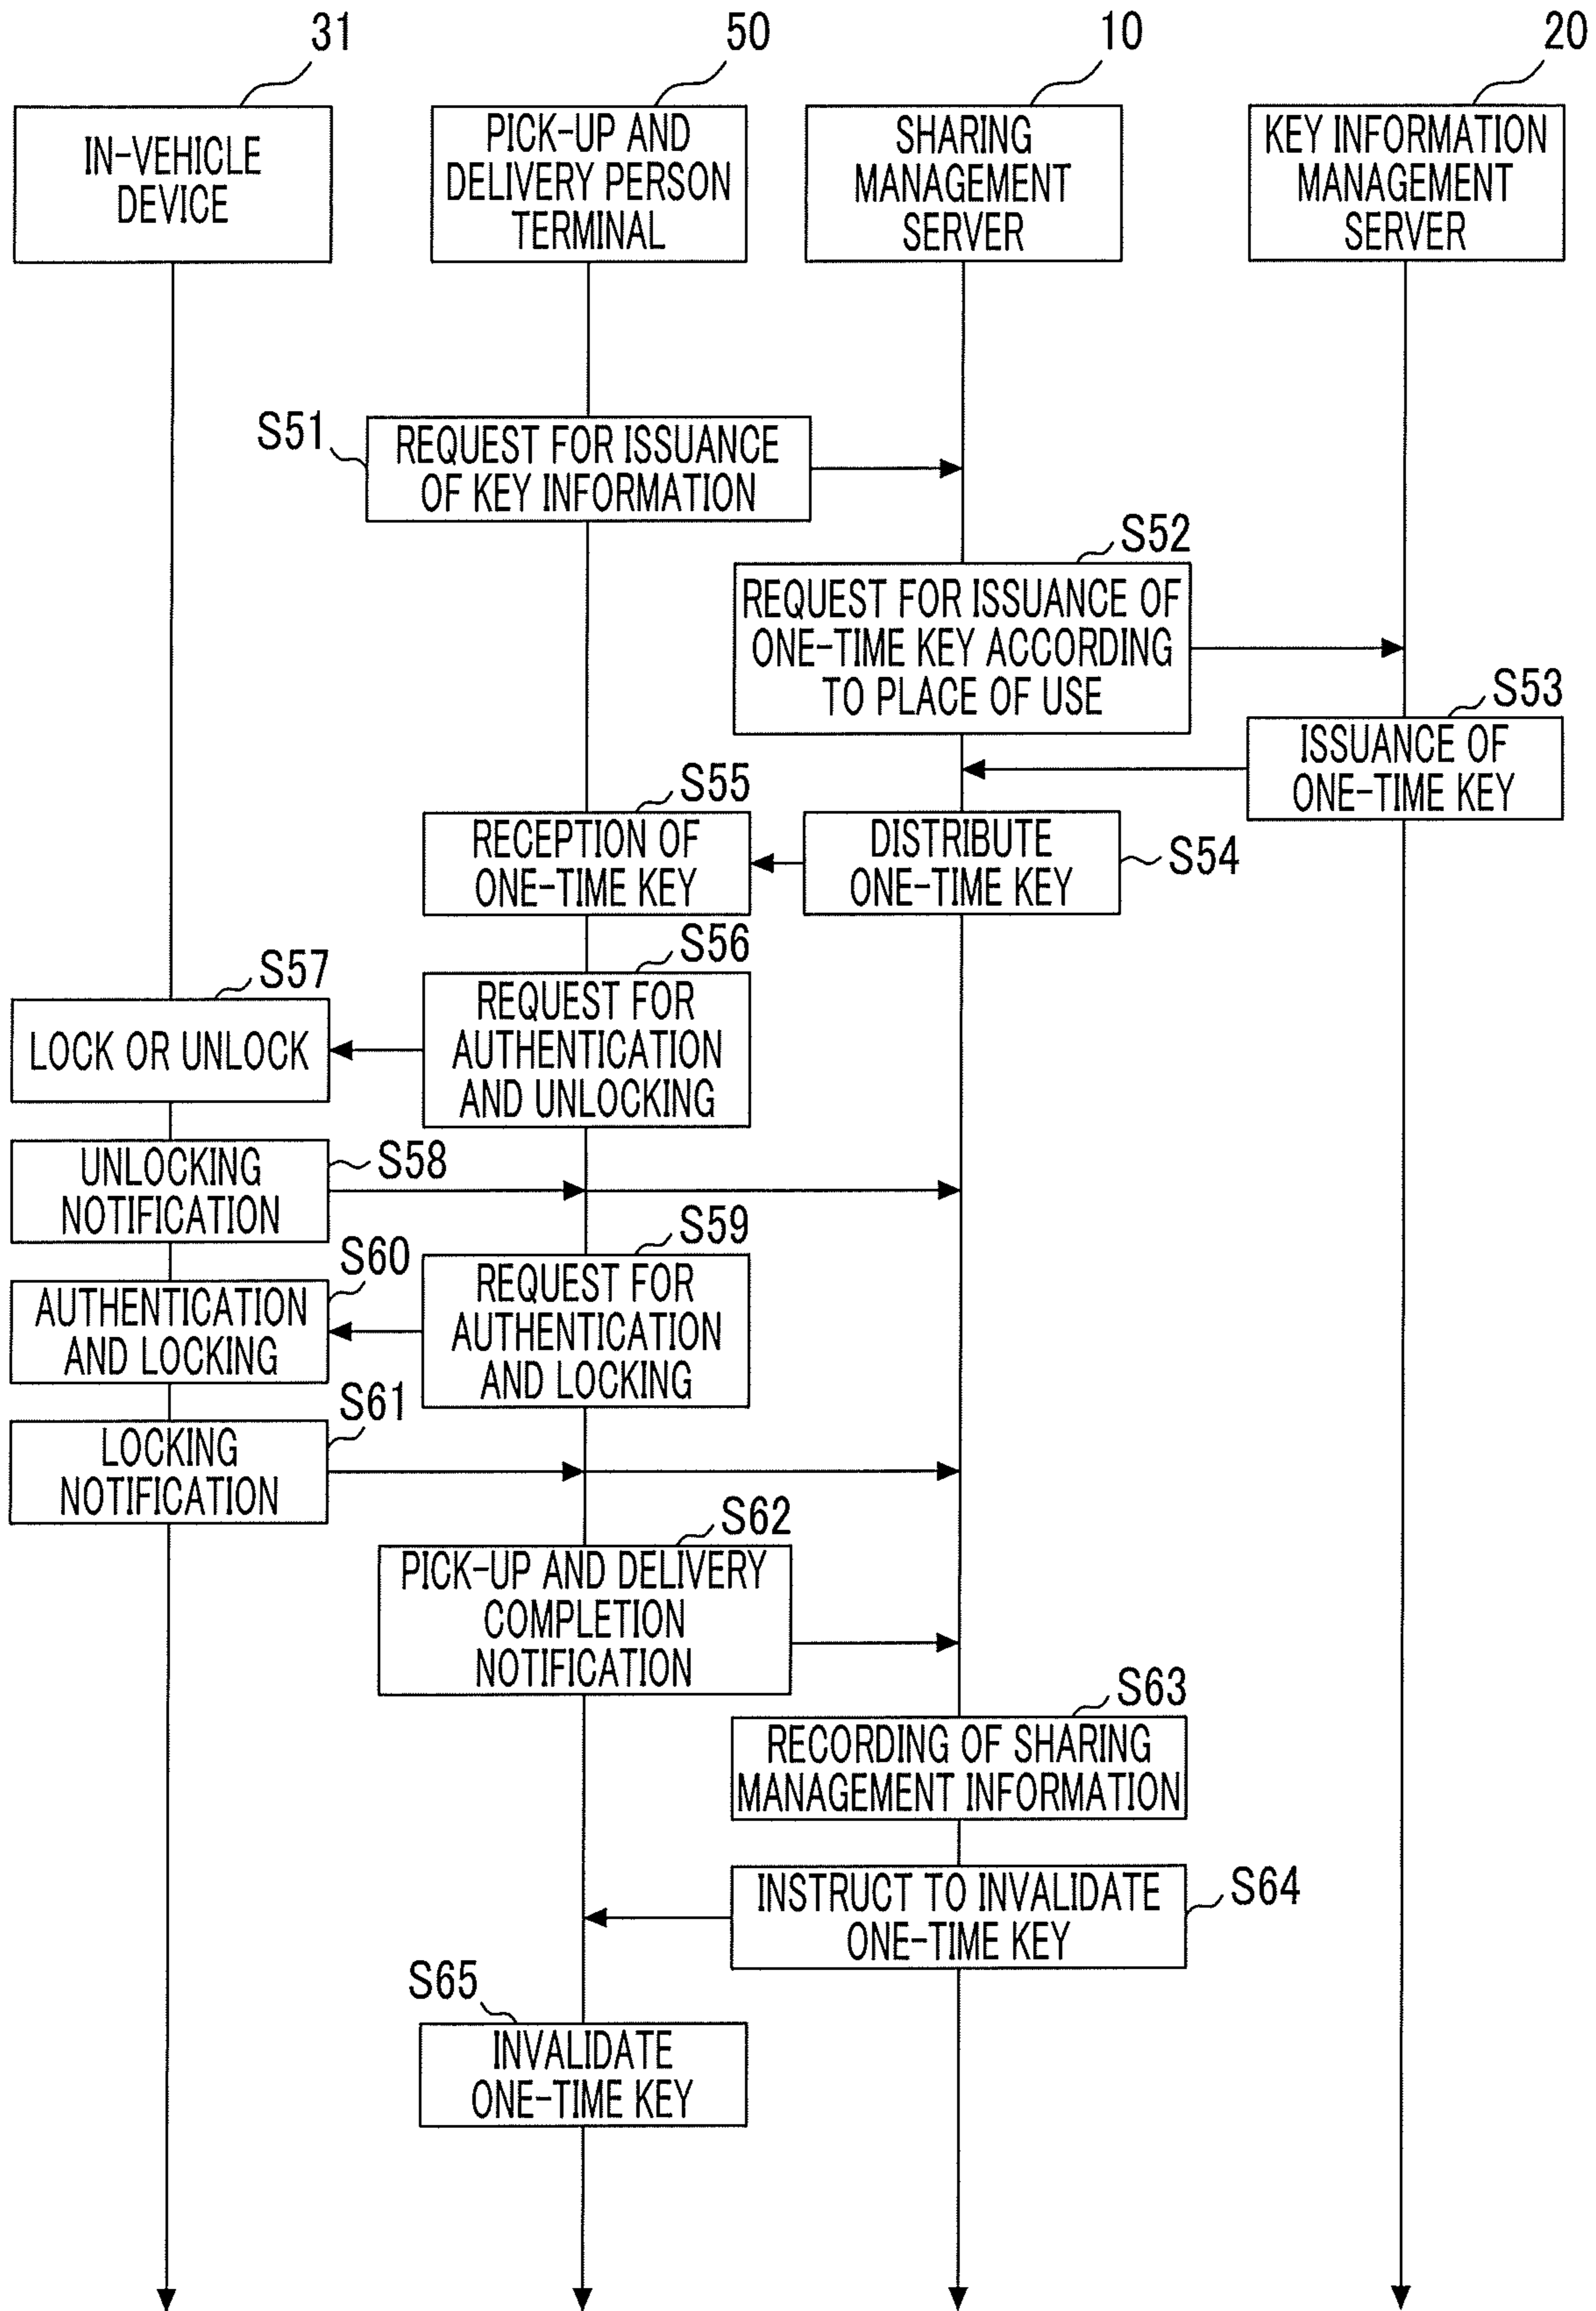 31
50
10
20
IN-VEHICLE
DEVICE
PICK-UP AND
DELIVERY PERSON
TERMINAL
SHARING
MANAGEMENT
SERVER
KEY INFORMATION
MANAGEMENT
SERVER
S51
REQUEST FOR ISSUANCE
OF KEY INFORMATION
S52
REQUEST FOR ISSUANCE OF
ONE-TIME KEY ACCORDING
TO PLACE OF USE
S53
ISSUANCE OF
ONE-TIME KEY
S55
RECEPTION OF
ONE-TIME KEY
DISTRIBUTE
ONE-TIME KEY
S54
S56
REQUEST FOR
AUTHENTICATION
AND UNLOCKING
S57
LOCK OR UNLOCK
UNLOCKING
NOTIFICATION
S58
S59
REQUEST FOR
AUTHENTICATION
AND LOCKING
S60
AUTHENTICATION
AND LOCKING
S61
LOCKING
NOTIFICATION
S62
PICK-UP AND DELIVERY
COMPLETION
NOTIFICATION
S63
RECORDING OF SHARING
MANAGEMENT INFORMATION
INSTRUCT TO INVALIDATE
ONE-TIME KEY
S64
S65
INVALIDATE
ONE-TIME KEY